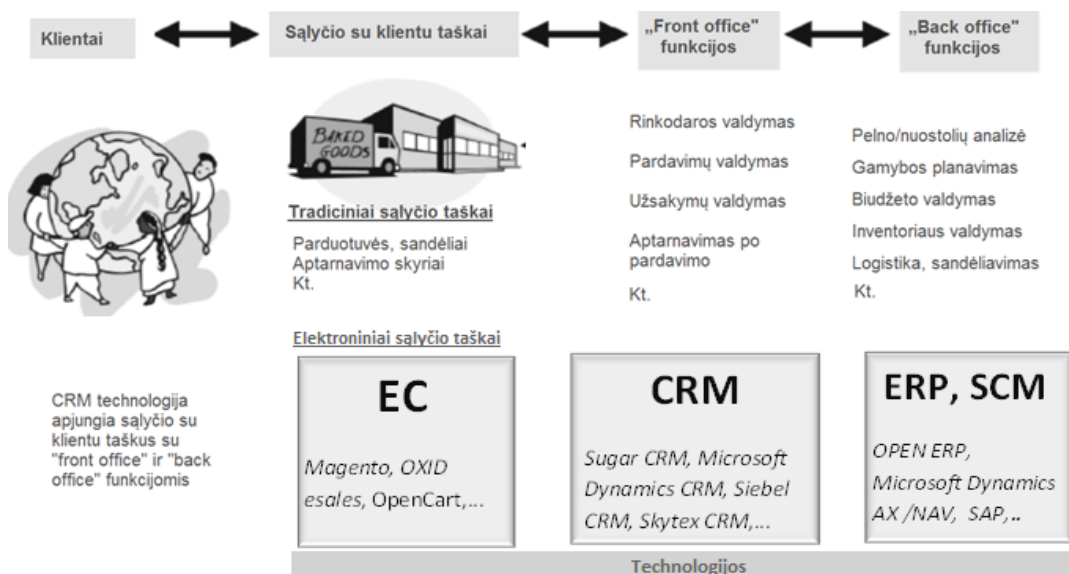 Klientai
Sąlyčio su klientu taškai
„Front office"
funkcijos
„Back office"
funkcijos
BAKED
GOODS
Tradiciniai sąlyčio taškai
Parduotuvės, sandėliai
Aptarnavimo skyriai
Kt.
Rinkodaros valdymas
Pardavimų valdymas
Užsakymų valdymas
Aptarnavimas po
pardavimo
Kt.
Pelno/nuostolių analizė
Gamybos planavimas
Biudžeto valdymas
Inventoriaus valdymas
Logistika, sandėliavimas
Kt.
CRM technologija
apjungia sąlyčio su
klientu taškus su
"front office" ir "back
office" funkcijomis
Elektroniniai sąlyčio taškai
EC
Magento, OXID
esales, OpenCart,...
CRM
Sugar CRM, Microsoft
Dynamics CRM, Siebel
CRM, Skytex CRM,...
ERP, SCM
OPEN ERP,
Microsoft Dynamics
AX /NAV, SAP,..
Technologijos